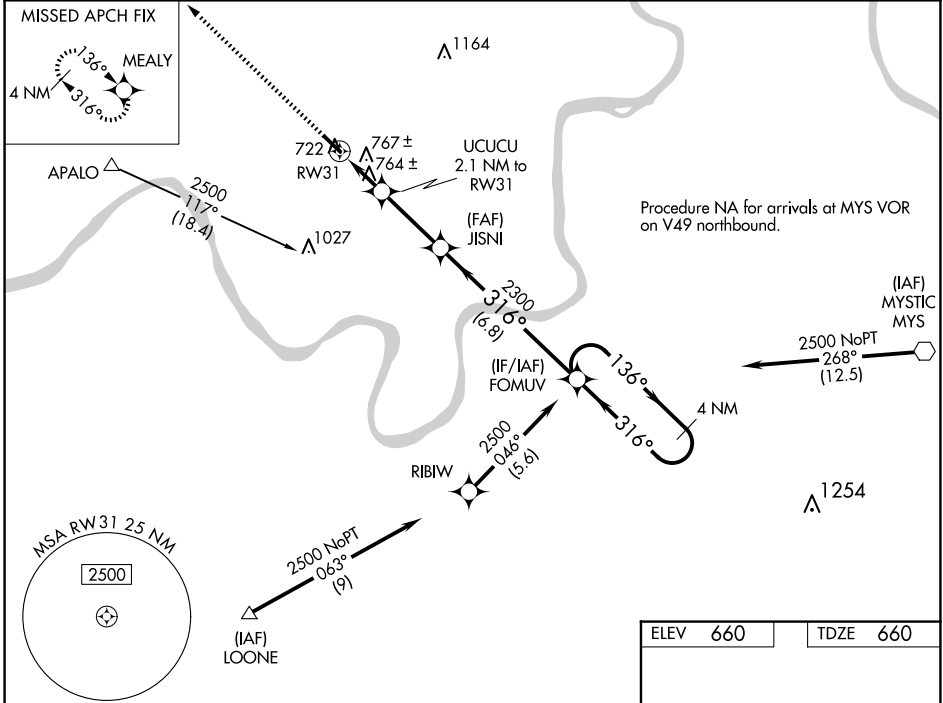 MISSED APCH FIX
136°
MEALY
4 NM
316°
1164
722
767 ±
764 ±
RW31
UCUCU
2.1 NM to
RW31
APALO
2500
117°
(18.4)
1027
(FAF)
JISNI
Procedure NA for arrivals at MYS VOR
on V49 northbound.
2300
316°
(6.8)
(IAF)
MYSTIC
MYS
2500 NoPT
268°
(12.5)
(IF/IAF)
FOMUV
136°
4 NM
316°
2500
046°
(5.6)
RIBIW
1254
MSA RW31 25 NM
2500
2500 NoPT
063°
(9)
(IAF)
LOONE
ELEV 660
TDZE 660